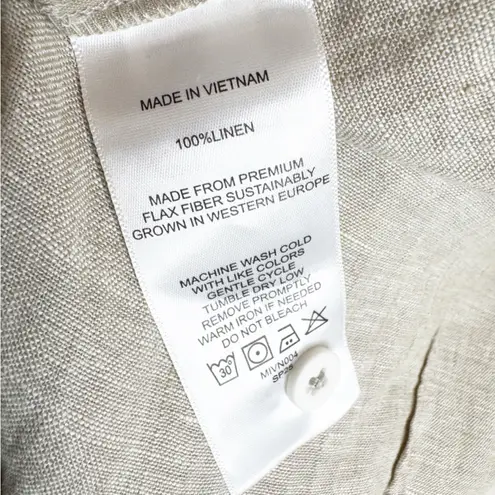 MADE IN VIETNAM
100%LINEN
MADE FROM PREMIUM
FLAX FIBER SUSTAINABLY
GROWN IN WESTERN EUROPE
MACHINE WASH COLD
WITH LIKE COLORS
GENTLE CYCLE
TUMBLE DRY LOW
REMOVE PROMPTLY
WARM IRON IF NEEDED
DO NOT BLEACH
30°
MIVN004